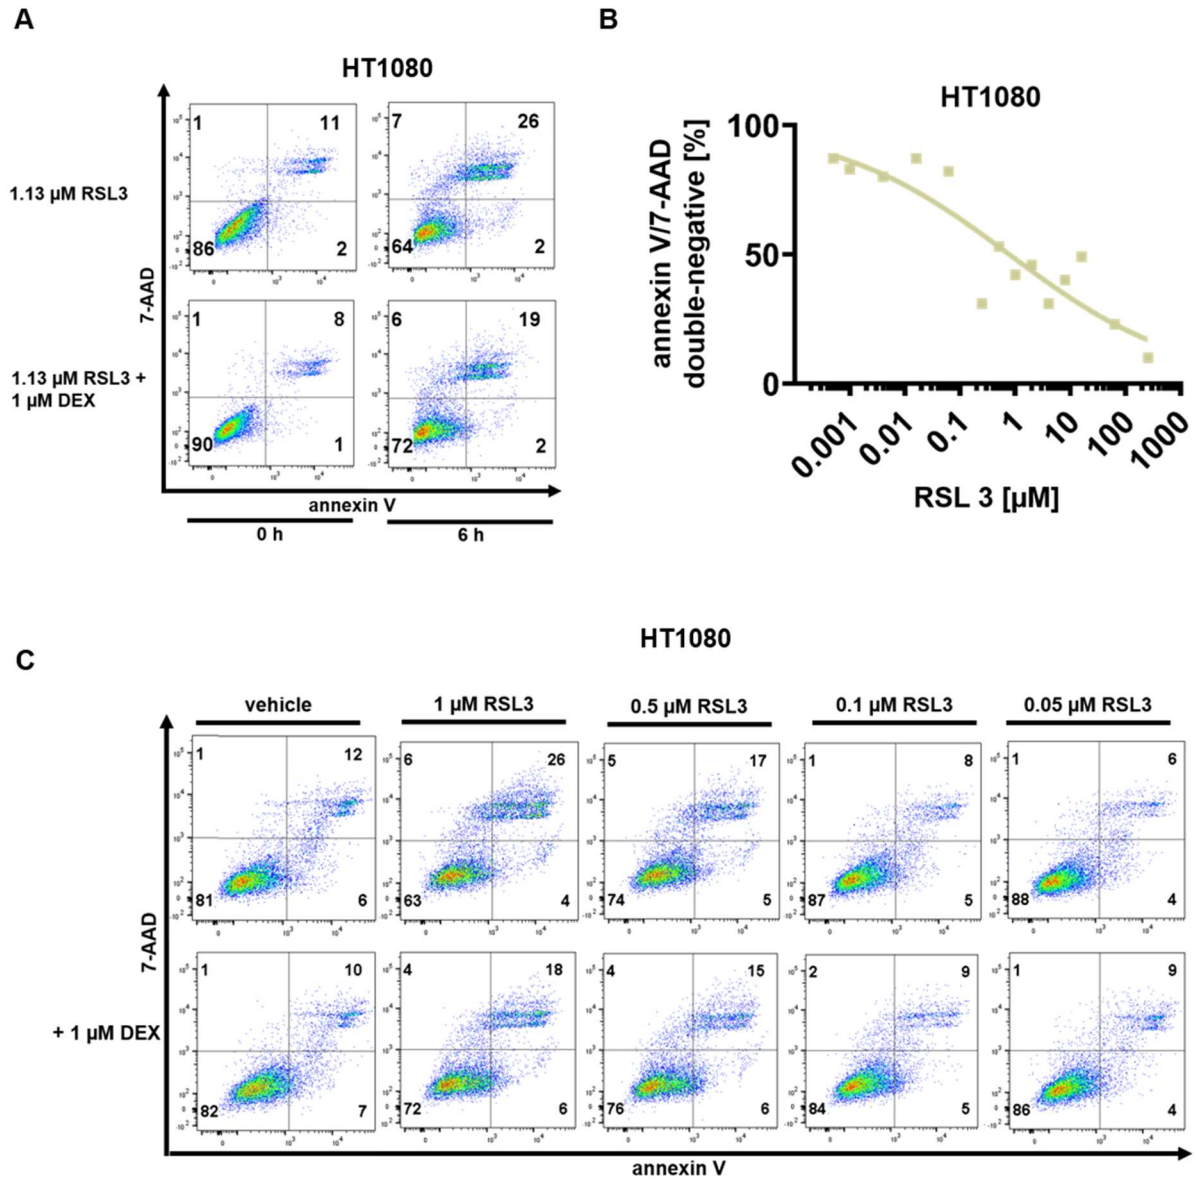 A
B
HT1080
HT1080
1.13 µM RSL3
1 11
86 2
7 26
64 2
1.13 µM RSL3 +
1 µM DEX
1 8
90 1
6 19
72 2
7-AAD
annexin V
0 h
6 h
annexin V/7-AAD
double-negative [%]
100
50
0
0.001
0.01
0.1
1
10
100
1000
RSL 3 [µM]
HT1080
C
vehicle
1 µM RSL3
0.5 µM RSL3
0.1 µM RSL3
0.05 µM RSL3
1 12
81 6
6 26
63 4
5 17
74 5
1 8
87 5
1 6
88 4
7-AAD
+ 1 µM DEX
1 10
82 7
4 18
72 6
4 15
76 6
2 9
84 5
1 9
86 4
annexin V